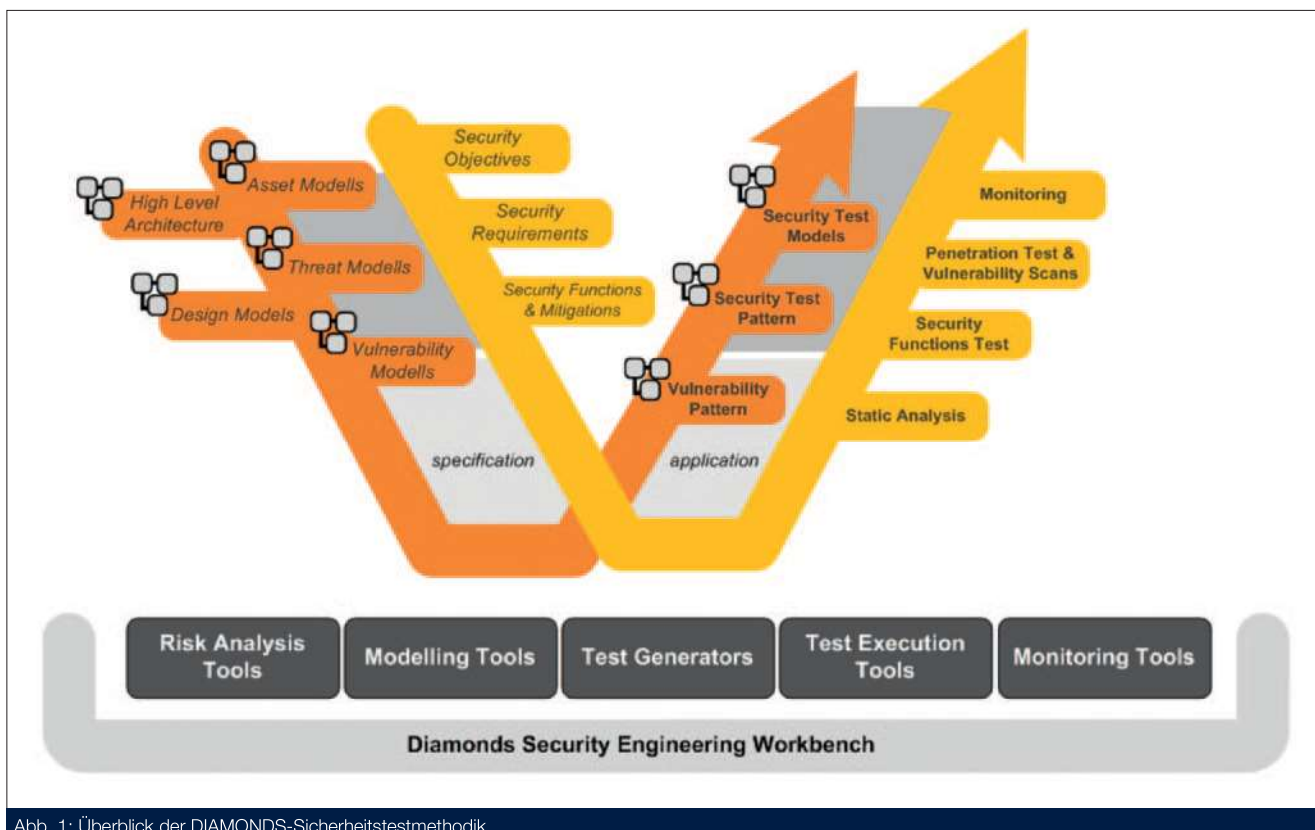 Security
Objectives
Asset Modells
High Level
Architecture
Security
Requirements
Threat Modells
Design Models
Security Functions
& Mitigations
Vulnerability
Modells
specification
Security Test
Models
Monitoring
Penetration Test &
Vulnerability Scans
Security Test
Pattern
Security
Functions Test
Vulnerability
Pattern
Static Analysis
application
Risk Analysis
Tools
Modelling Tools
Test Generators
Test Execution
Tools
Monitoring Tools
Diamonds Security Engineering Workbench
Abb. 1: Überblick der DIAMONDS-Sicherheitstestmethodik